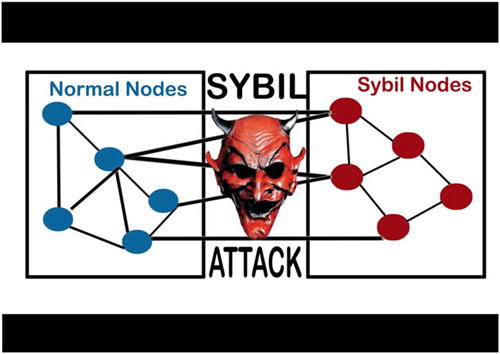 Normal Nodes
SYBIL
Sybil Nodes
ATTACK